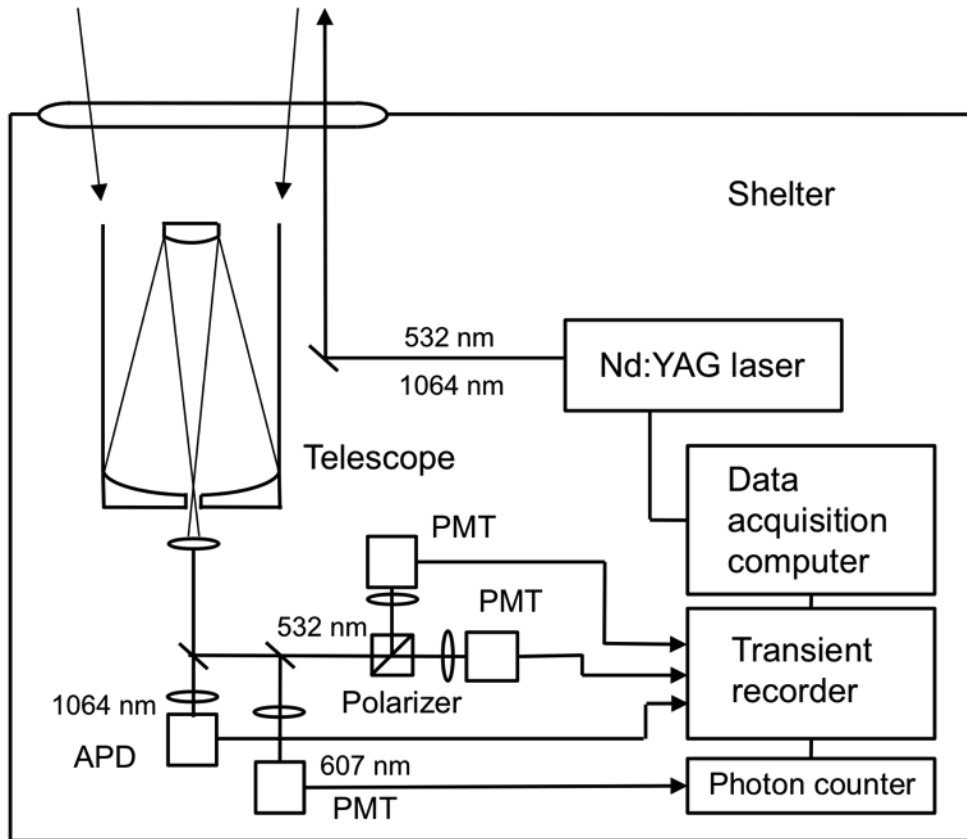 Shelter
532 nm
1064 nm
Nd:YAG laser
Telescope
Data
acquisition
computer
PMT
PMT
532 nm
Polarizer
Transient
recorder
1064 nm
APD
607 nm
PMT
Photon counter